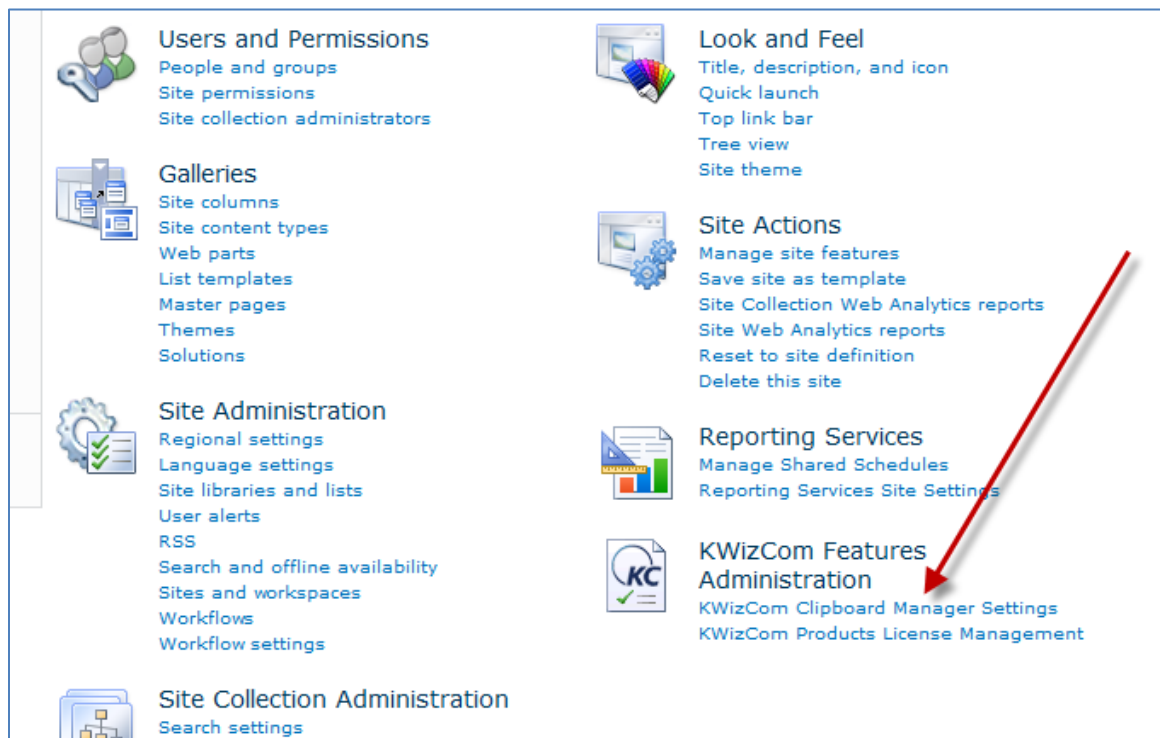 Users and Permissions
People and groups
Site permissions
Site collection administrators
Galleries
Site columns
Site content types
Web parts
List templates
Master pages
Themes
Solutions
Site Administration
Regional settings
Language settings
Site libraries and lists
User alerts
RSS
Search and offline availability
Sites and workspaces
Workflows
Workflow settings
Site Collection Administration
Search settings
Look and Feel
Title, description, and icon
Quick launch
Top link bar
Tree view
Site theme
Site Actions
Manage site features
Save site as template
Site Collection Web Analytics reports
Site Web Analytics reports
Reset to site definition
Delete this site
Reporting Services
Manage Shared Schedules
Reporting Services Site Settings
KC
KWizCom Features
Administration
KWizCom Clipboard Manager Settings
KWizCom Products License Management